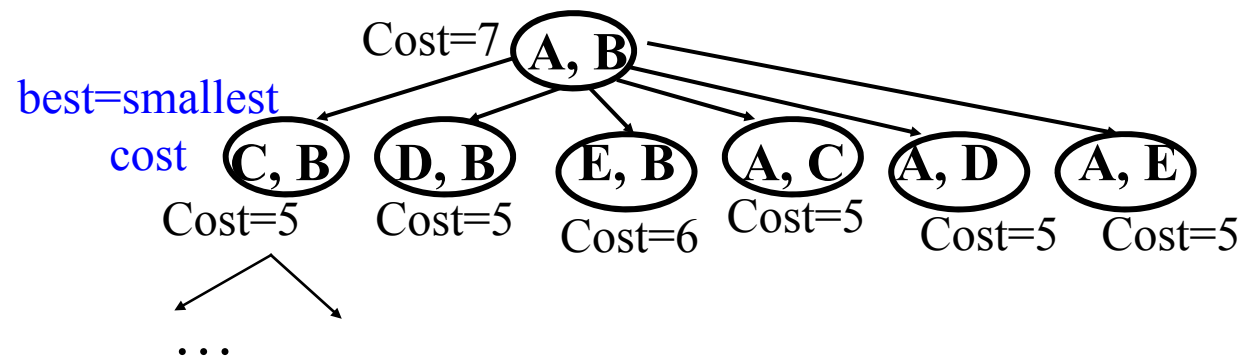 Cost=7
A, B
best=smallest
cost
C, B
D, B
E, B
A, C
A, D
A, E
Cost=5
Cost=5
Cost=6
Cost=5
Cost=5
Cost=5
...